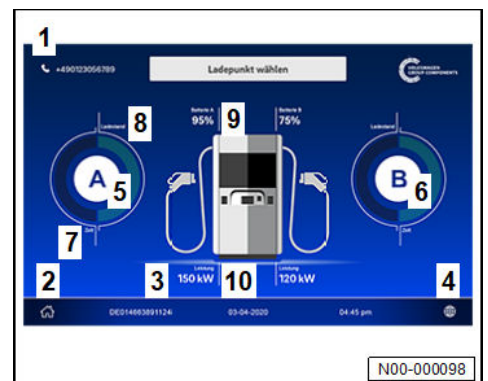 1
+490123056789
Ladepunkt wählen
VOLKSWAGEN
GROUP COMPONENTS
8
9
Batterie A
95%
Batterie B
75%
Ladestand
Ladestand
A
5
B
6
7
Zeit
Zeit
3
10
Leistung
150 kW
Leistung
120 kW
2
4
DE014663891124i
03-04-2020
04:45 pm
N00-000098